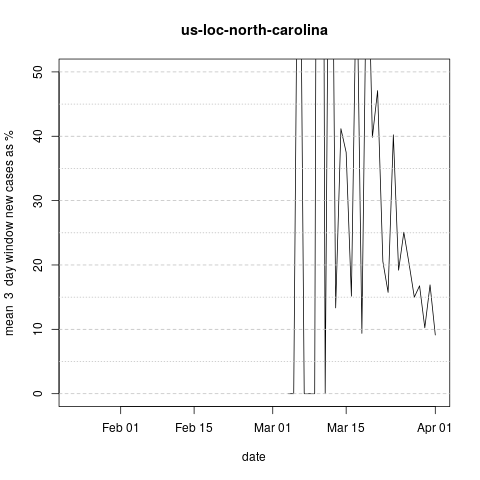 us-loc-north-carolina
mean 3 day window new cases as %
50
40
30
20
10
0
Feb 01 Feb 15 Mar 01 Mar 15 Apr 01
date